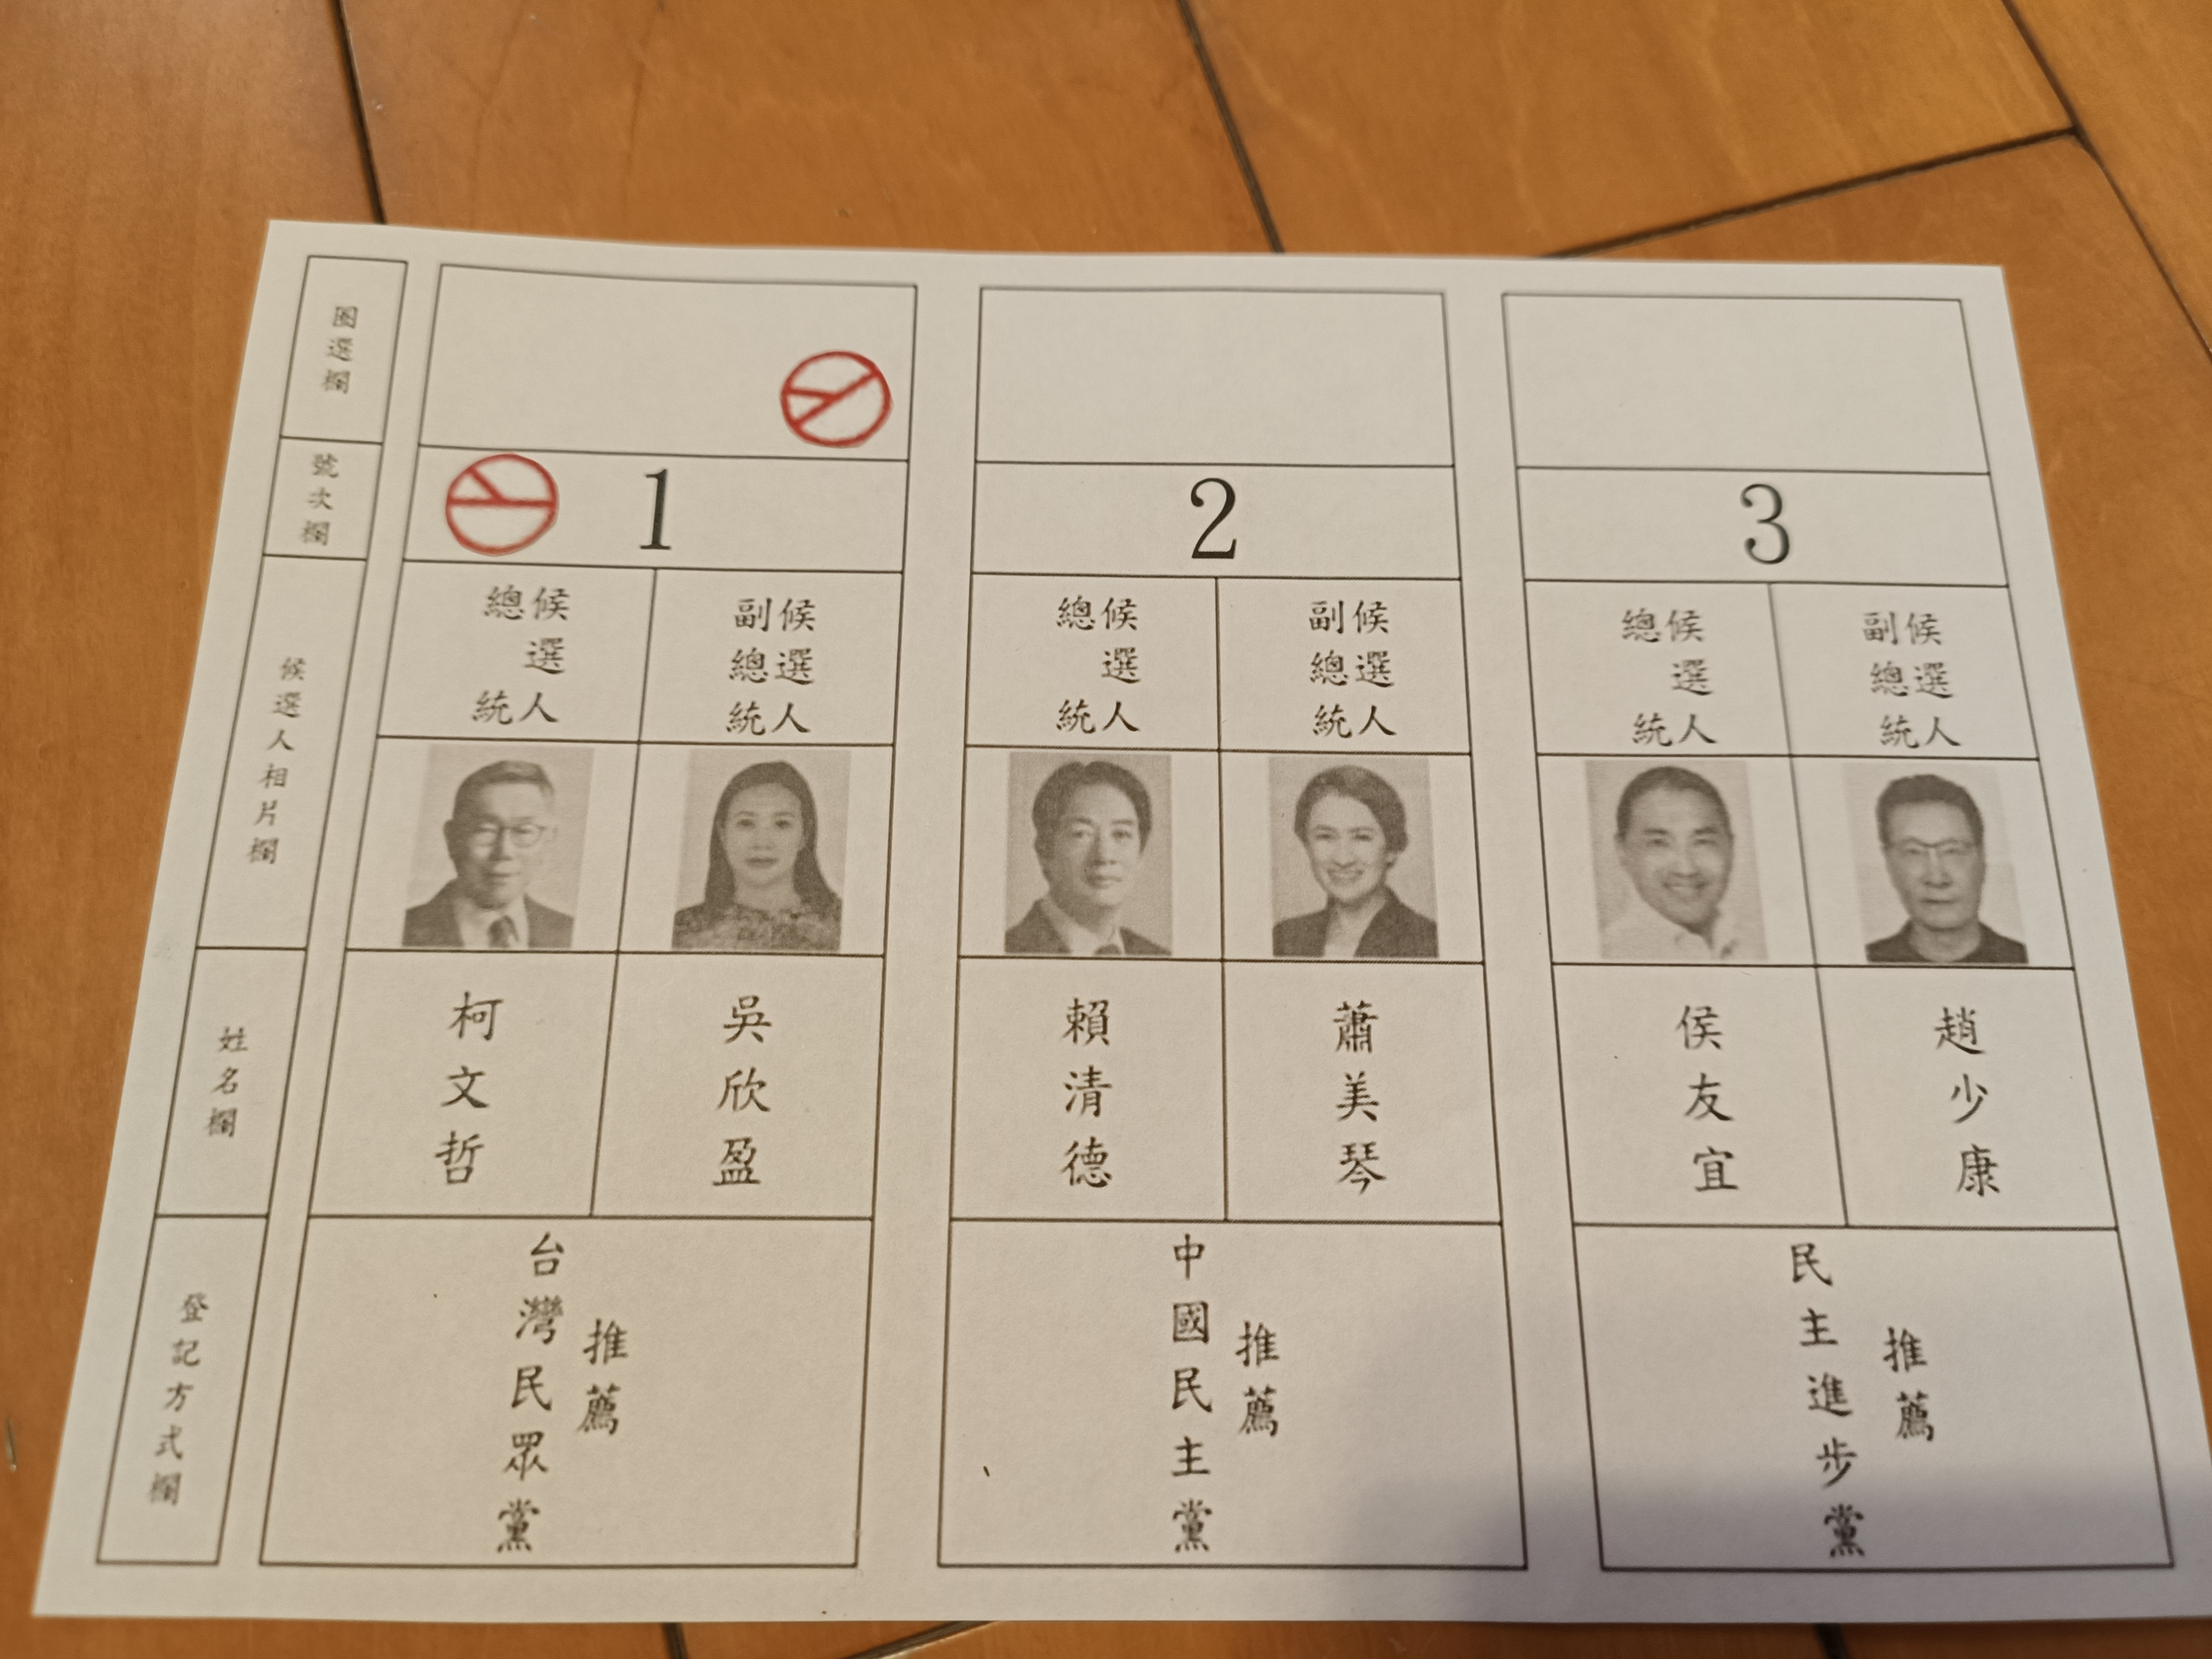 圈選欄
號次欄
候選人相片欄
姓名欄
登記方式欄
1
總統候選人
副總統候選人
柯文哲
吳欣盈
台灣民眾黨
推薦
2
總統候選人
副總統候選人
賴清德
蕭美琴
中國民主黨
推薦
3
總統候選人
副總統候選人
侯友宜
趙少康
民主進步黨
推薦